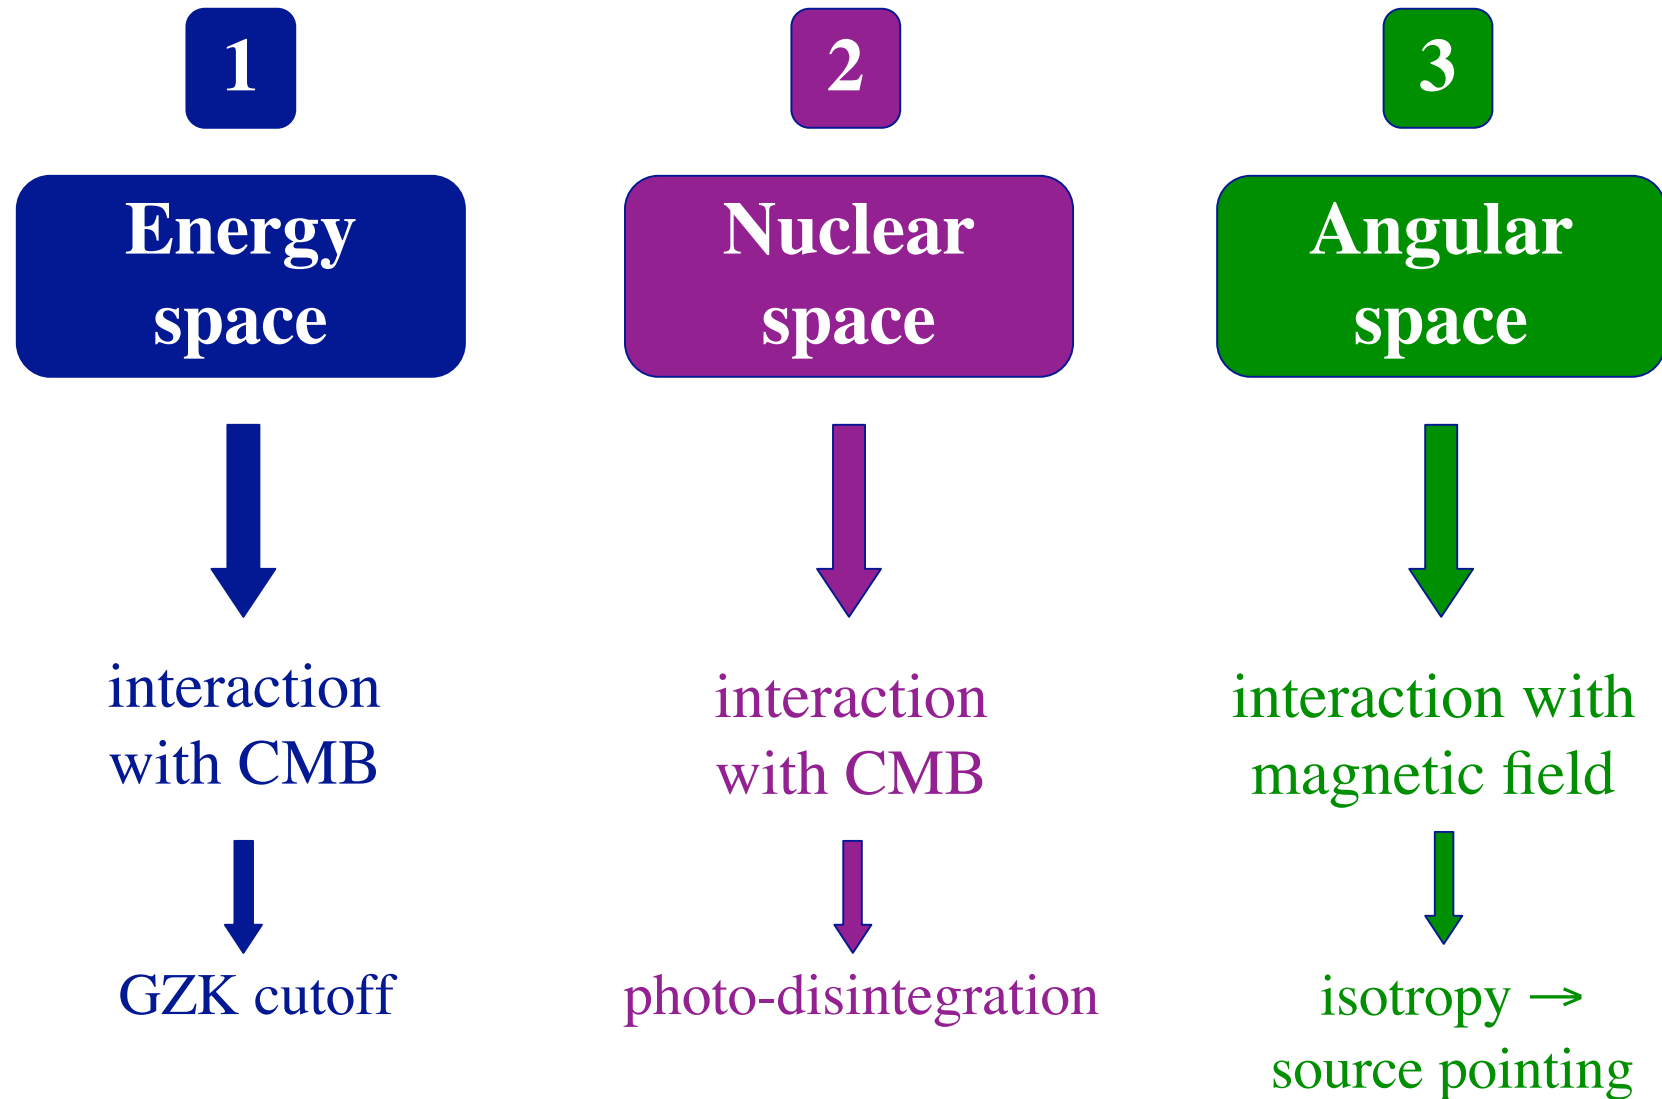 1
Energy
space
interaction
with CMB
GZK cutoff
2
Nuclear
space
interaction
with CMB
photo-disintegration
3
Angular
space
interaction with
magnetic field
isotropy →
source pointing